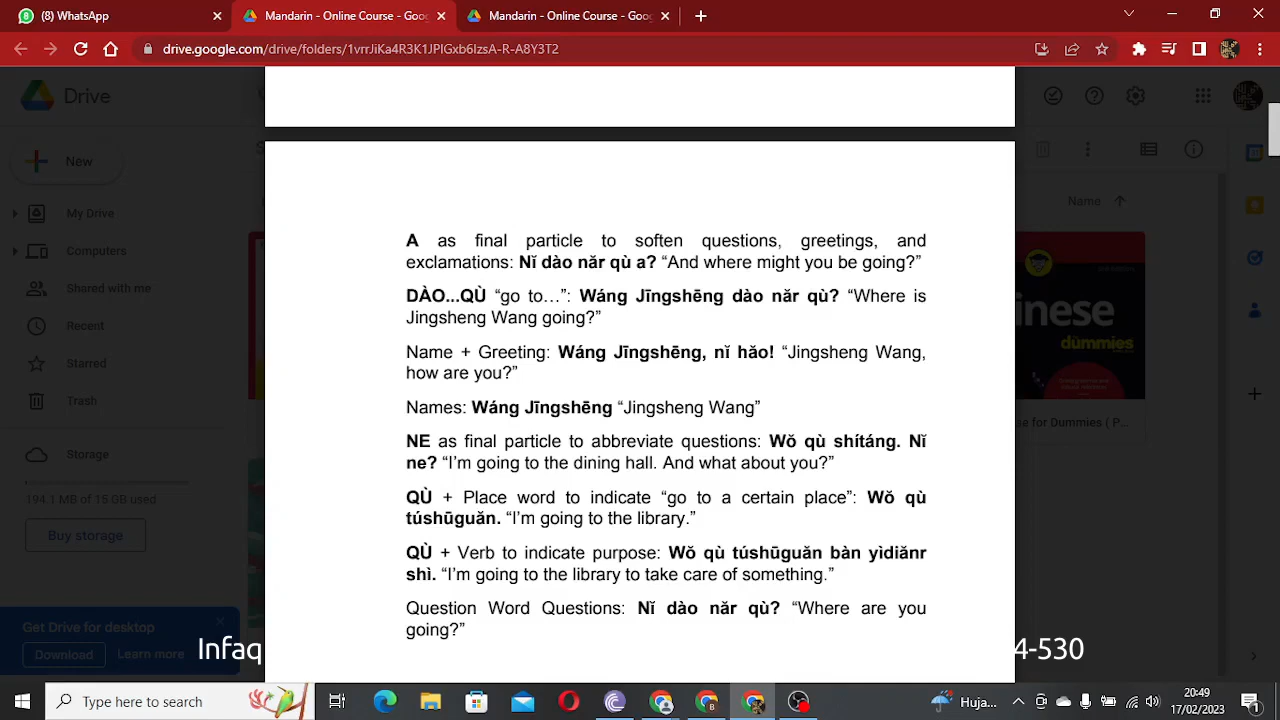 (8) WhatsApp
Mandarin - Online Course - Goog
Mandarin - Online Course - Goog
drive.google.com/drive/folders/1vrrJiKa4R3K1JPIGxb6IzsA-R-A8Y3T2
Drive
New
My Drive
Computers
Shared with me
Recent
Starred
Trash
Storage
194.1 MB of 15 GB used
Buy storage
Get Drive for desktop
Download Learn more
Name
inese
dummies
se for Dummies ( P...
A as final particle to soften questions, greetings, and
exclamations: Nǐ dào nǎr qù a? “And where might you be going?”
DÀO...QÙ “go to…”: Wáng Jīngshēng dào nǎr qù? “Where is
Jingsheng Wang going?”
Name + Greeting: Wáng Jīngshēng, nǐ hǎo! “Jingsheng Wang,
how are you?”
Names: Wáng Jīngshēng “Jingsheng Wang”
NE as final particle to abbreviate questions: Wǒ qù shítáng. Nǐ
ne? “I’m going to the dining hall. And what about you?”
QÙ + Place word to indicate “go to a certain place”: Wǒ qù
túshūguǎn. “I’m going to the library.”
QÙ + Verb to indicate purpose: Wǒ qù túshūguǎn bàn yìdiǎnr
shì. “I’m going to the library to take care of something.”
Question Word Questions: Nǐ dào nǎr qù? “Where are you
going?”
Infaq
4-530
Type here to search
Huja...
20:49
17/02/2023